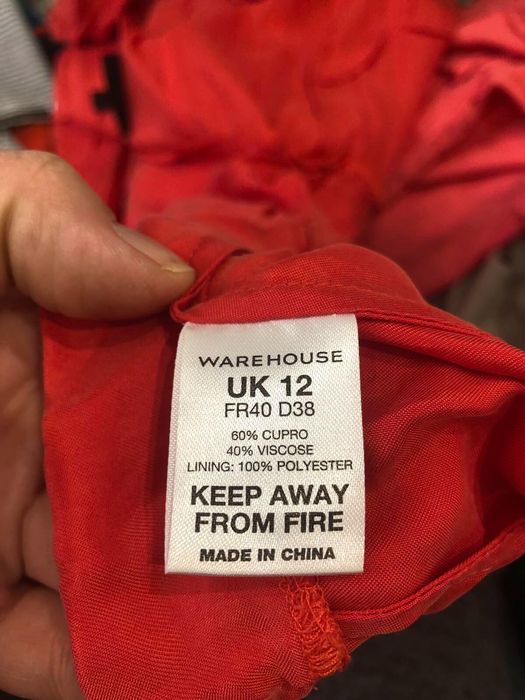 WAREHOUSE
UK 12
FR40 D38
60% CUPRO
40% VISCOSE
LINING: 100% POLYESTER
KEEP AWAY
FROM FIRE
MADE IN CHINA